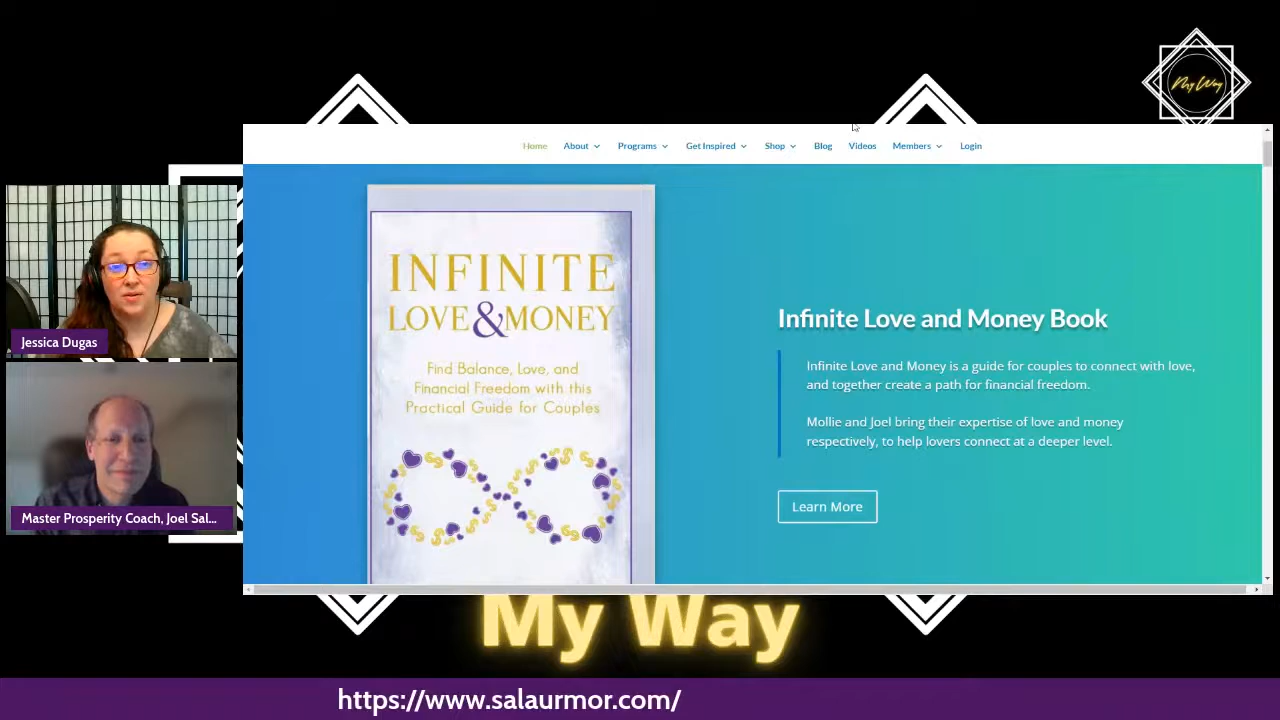 My Way
Home
About
Programs
Get Inspired
Shop
Blog
Videos
Members
Login
INFINITE
LOVE & MONEY
Find Balance, Love, and
Financial Freedom with this
Practical Guide for Couples
Infinite Love and Money Book
Infinite Love and Money is a guide for couples to connect with love,
and together create a path for financial freedom.
Mollie and Joel bring their expertise of love and money
respectively, to help lovers connect at a deeper level.
Learn More
Jessica Dugas
Master Prosperity Coach, Joel Sal...
My Way
https://www.salaurmor.com/